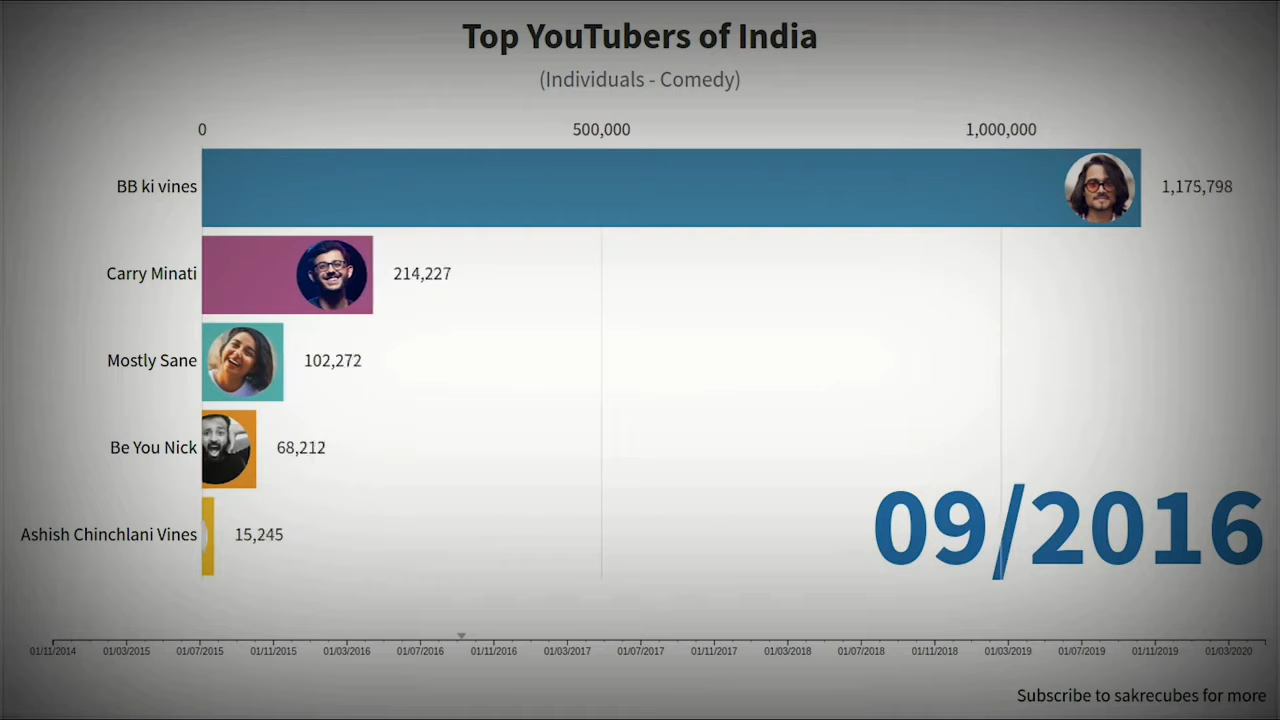 Top YouTubers of India
(Individuals - Comedy)
0 500,000 1,000,000
BB ki vines 1,175,798
Carry Minati 214,227
Mostly Sane 102,272
Be You Nick 68,212
Ashish Chinchlani Vines 15,245
09/2016
01/11/2014 01/03/2015 01/07/2015 01/11/2015 01/03/2016 01/07/2016 01/11/2016 01/03/2017 01/07/2017 01/11/2017 01/03/2018 01/07/2018 01/11/2018 01/03/2019 01/07/2019 01/11/2019 01/03/2020
Subscribe to sakrecubes for more